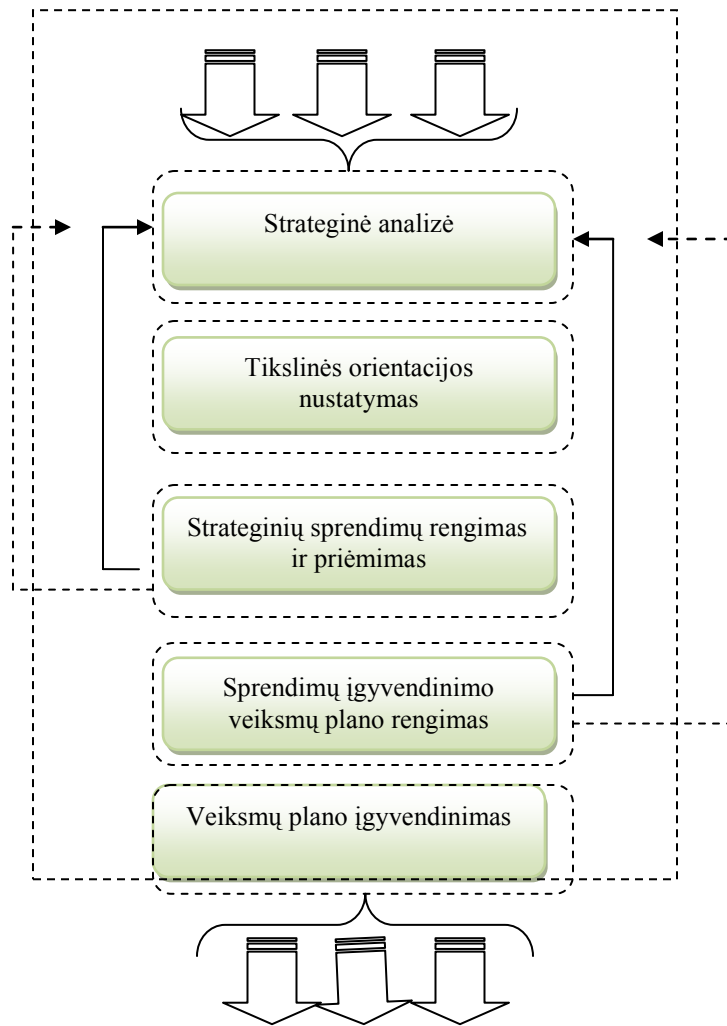 Strateginė analizė
Tikslinės orientacijos
nustatymas
Strateginių sprendimų rengimas
ir priėmimas
Sprendimų įgyvendinimo
veiksmų plano rengimas
Veiksmų plano įgyvendinimas